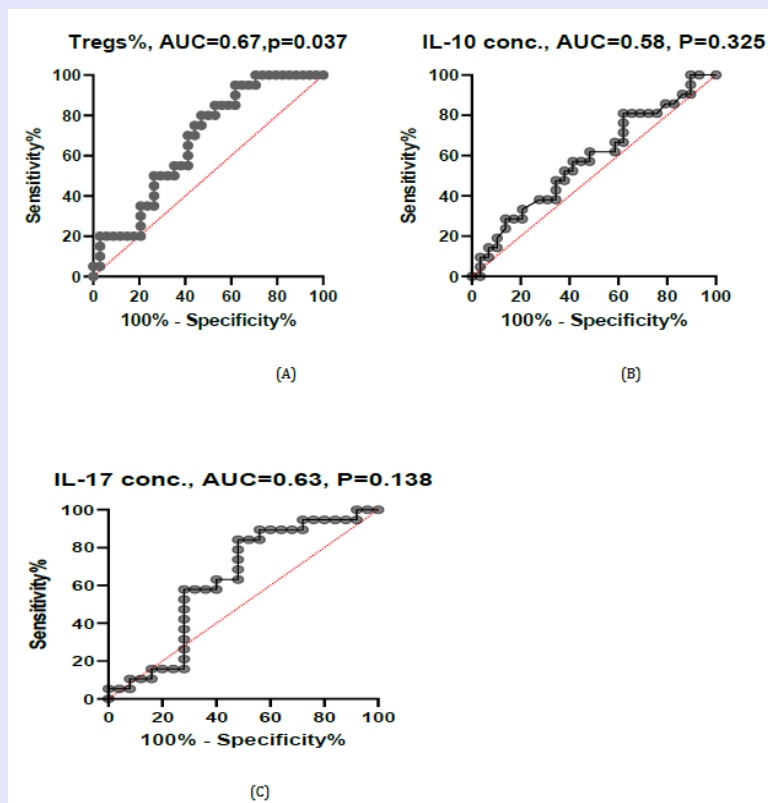 Tregs%, AUC=0.67,p=0.037
100
80
60
40
20
0
Sensitivity%
0 20 40 60 80 100
100% - Specificity%
(A)
IL-10 conc., AUC=0.58, P=0.325
100
80
60
40
20
0
Sensitivity%
0 20 40 60 80 100
100% - Specificity%
(B)
IL-17 conc., AUC=0.63, P=0.138
100
80
60
40
20
0
Sensitivity%
0 20 40 60 80 100
100% - Specificity%
(C)